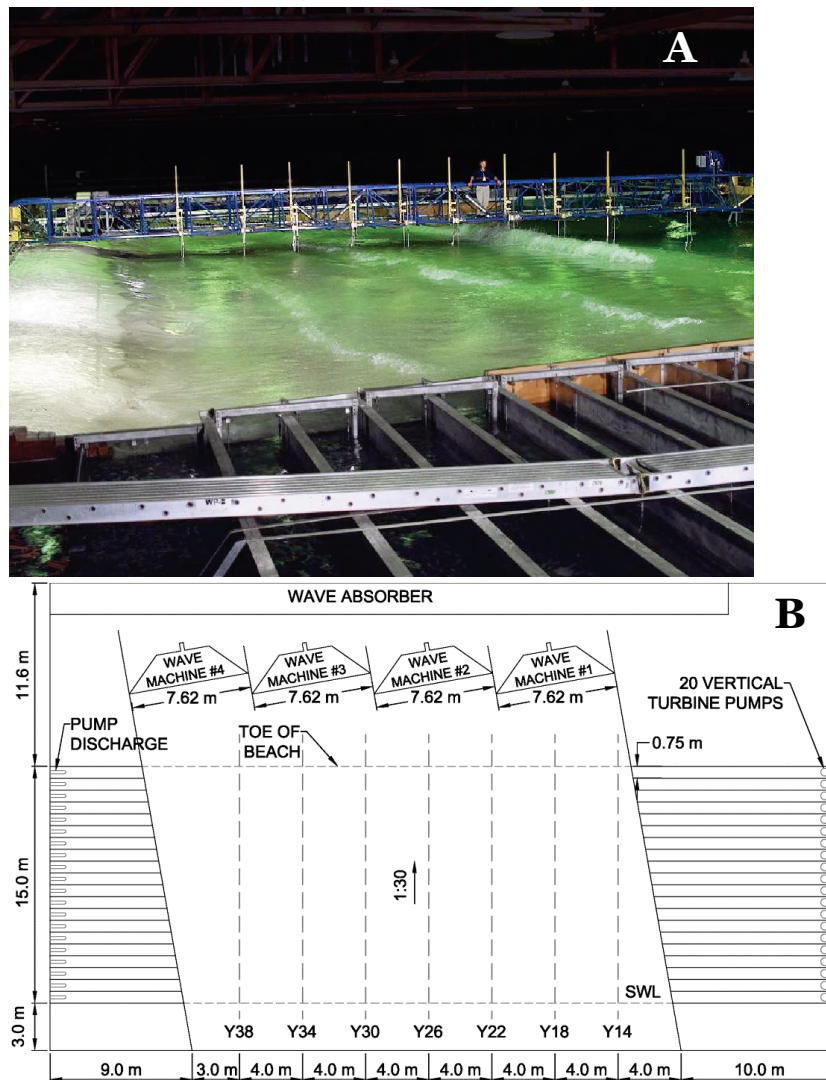 A
WP-2
WAVE ABSORBER
B
11.6 m
WAVE
MACHINE #4
WAVE
MACHINE #3
WAVE
MACHINE #2
WAVE
MACHINE #1
7.62 m
7.62 m
7.62 m
7.62 m
20 VERTICAL
TURBINE PUMPS
PUMP
DISCHARGE
TOE OF
BEACH
0.75 m
15.0 m
1:30
SWL
3.0 m
Y38 Y34 Y30 Y26 Y22 Y18 Y14
9.0 m 3.0 m 4.0 m 4.0 m 4.0 m 4.0 m 4.0 m 4.0 m 4.0 m 10.0 m